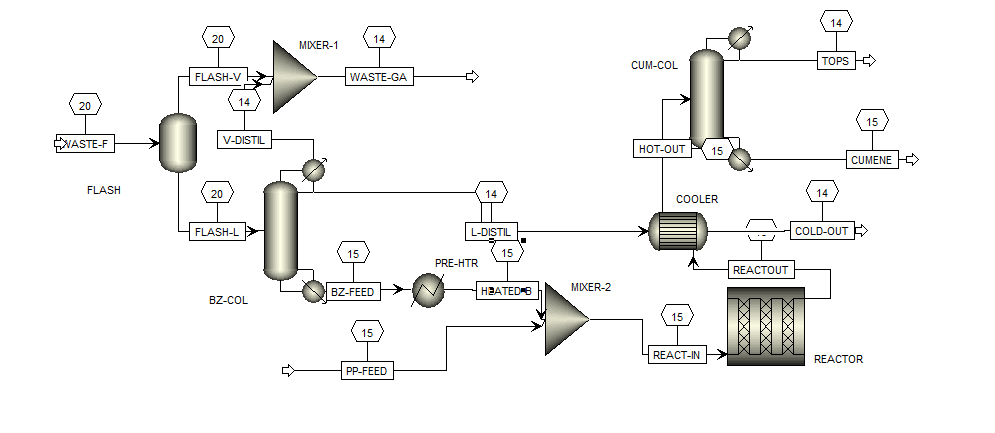 14
20
14
MIXER-1
TOPS
CUM-COL
FLASH-V
WASTE-GA
20
14
15
V-DISTIL
HOT-OUT
15
CUMENE
FLASH
20
14
14
COOLER
FLASH-L
L-DISTIL
COLD-OUT
15
15
PRE-HTR
REACTOUT
BZ-COL
BZ-FEED
MIXER-2
15
15
REACT-IN
REACTOR
PP-FEED